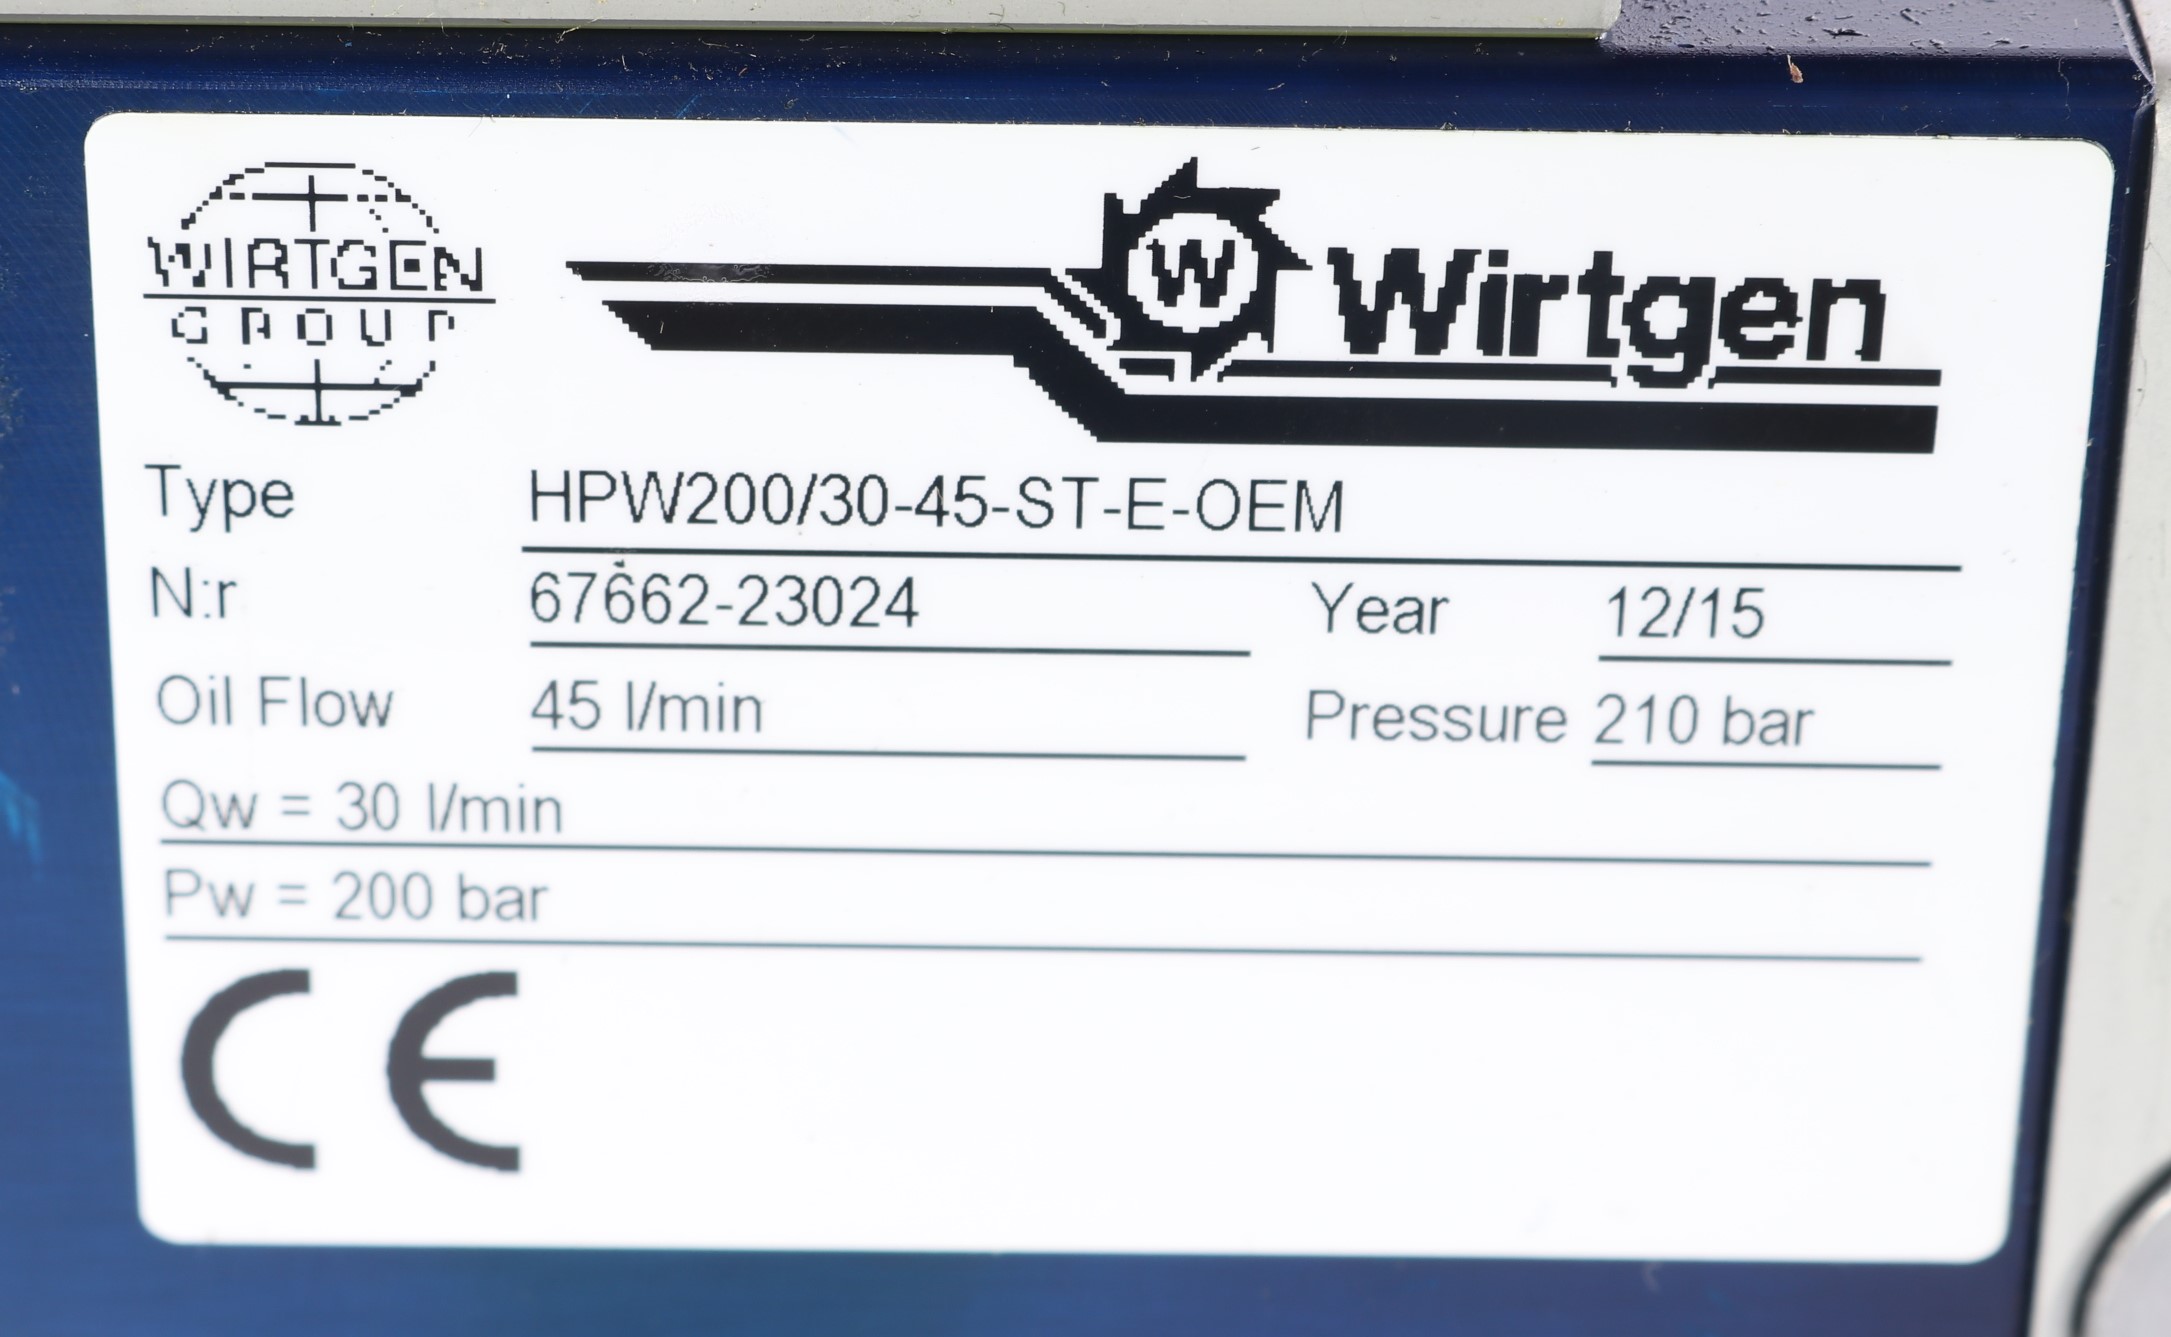 WIRTGEN
GROUP
W Wirtgen
Type HPW200/30-45-ST-E-OEM
N:r 67662-23024 Year 12/15
Oil Flow 45 l/min Pressure 210 bar
Qw = 30 l/min
Pw = 200 bar
CE